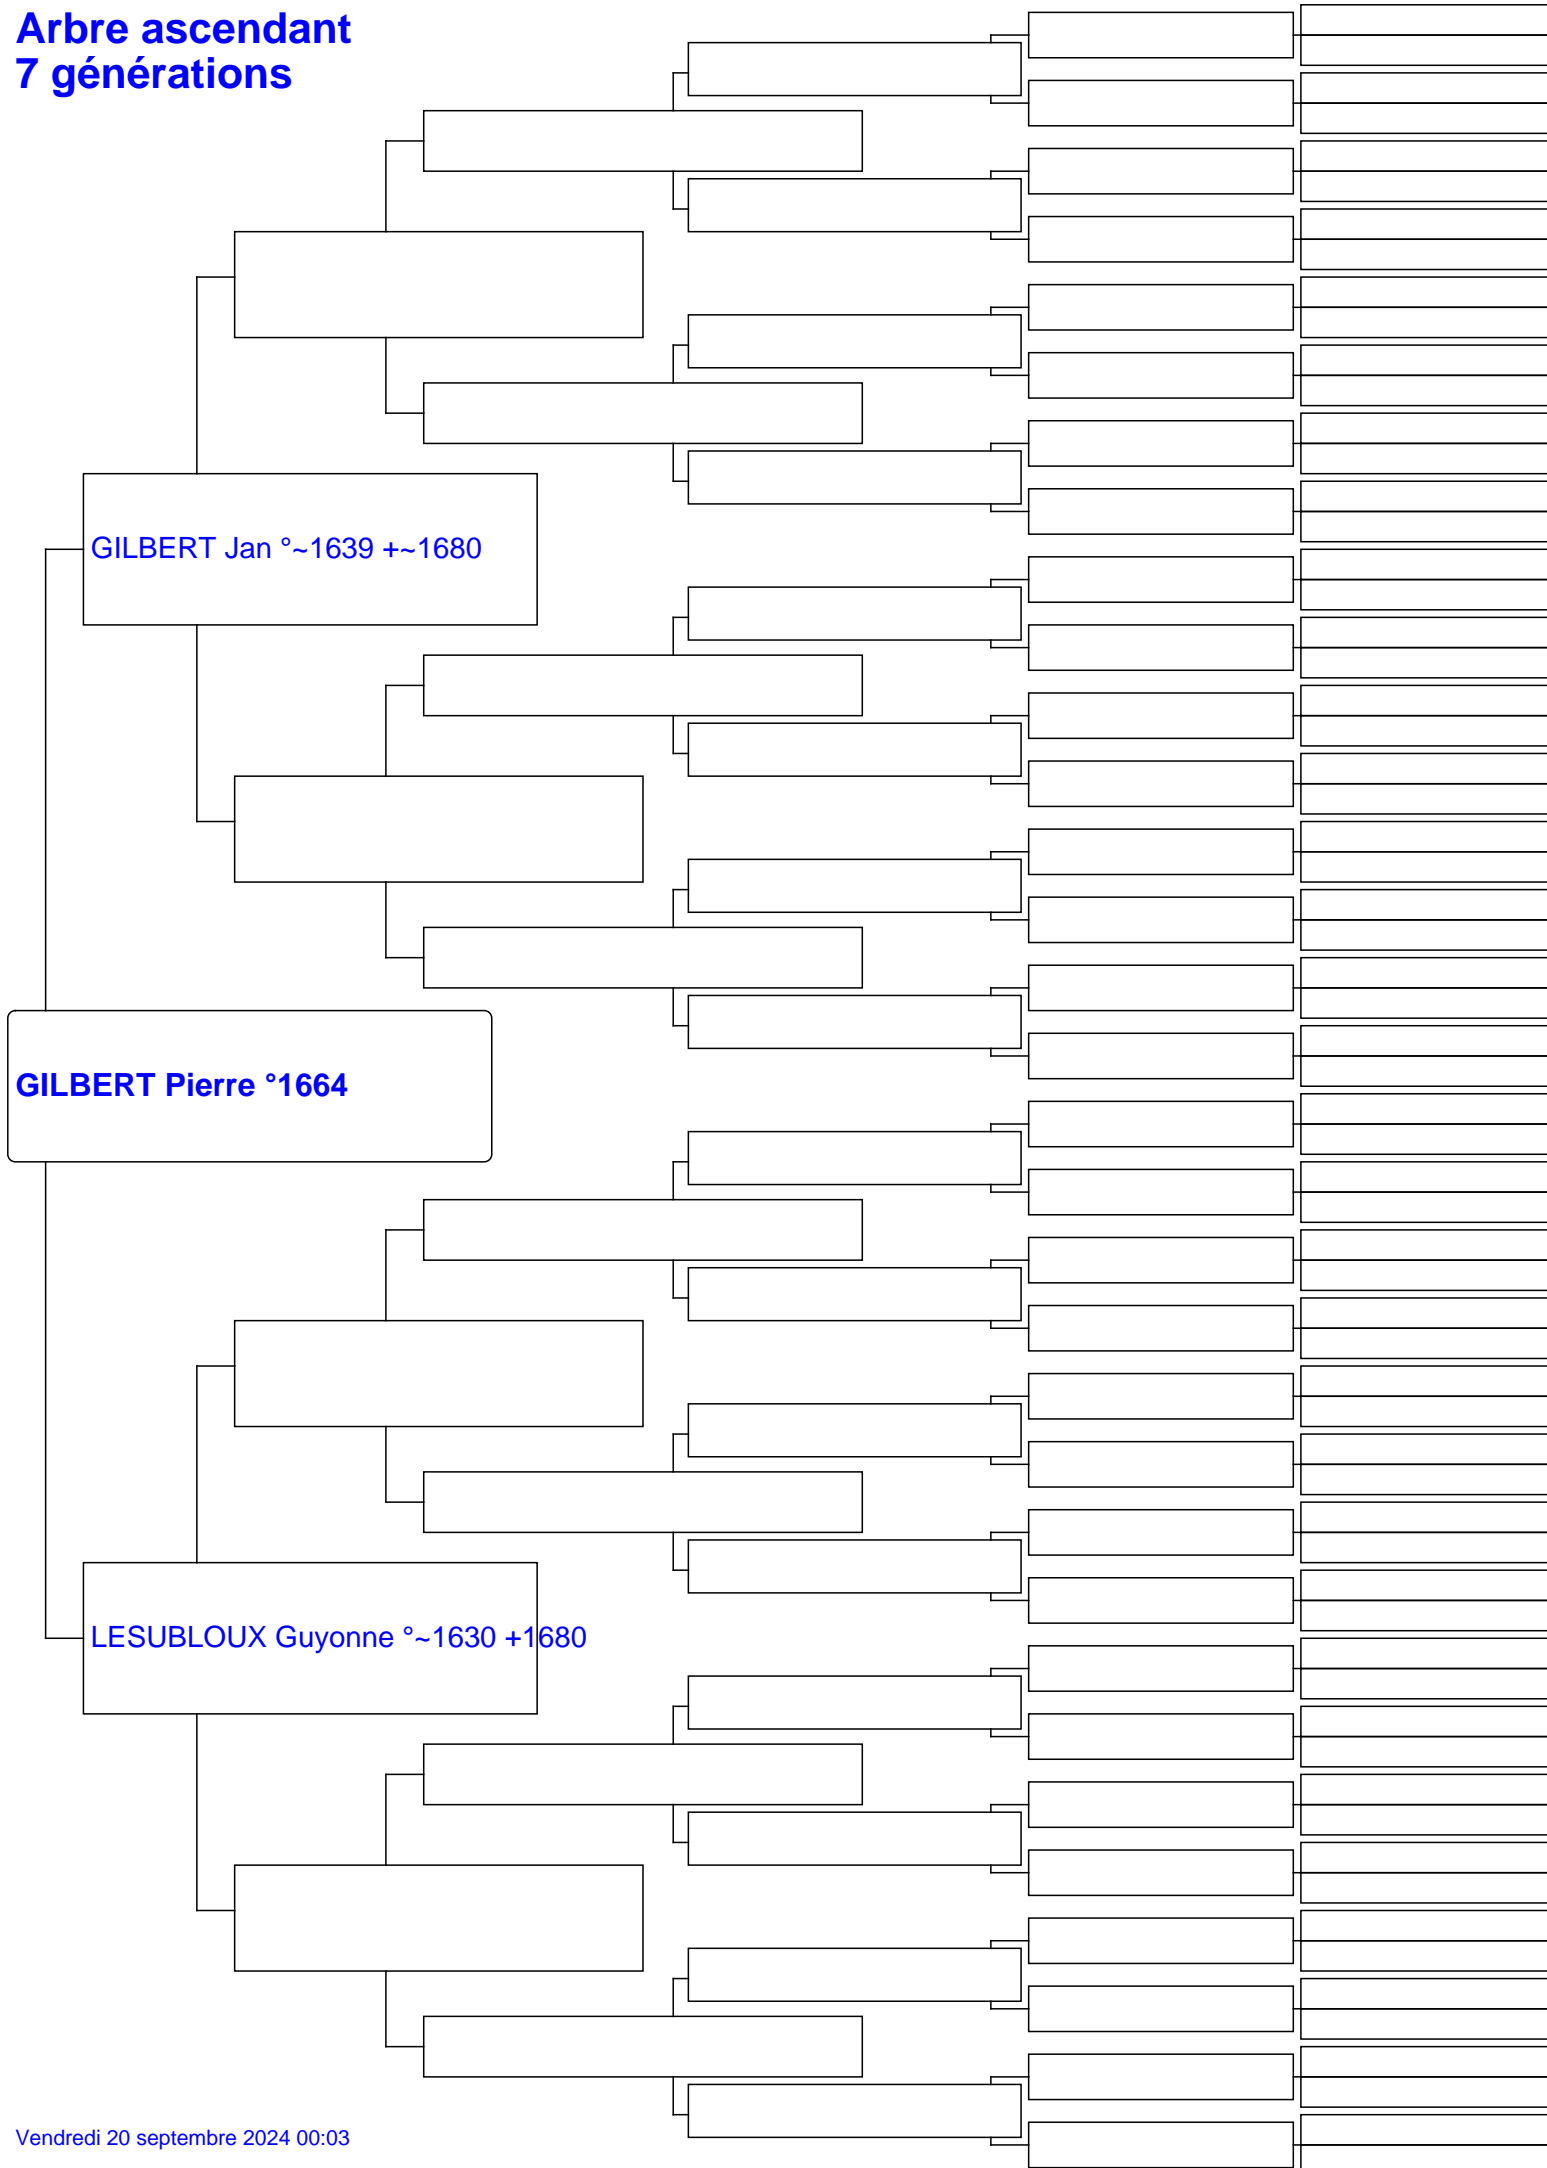 Arbre ascendant
7 générations
GILBERT Jan °~1639 +~1680
GILBERT Pierre °1664
LESUBLOUX Guyonne °~1630 +1680
Vendredi 20 septembre 2024 00:03